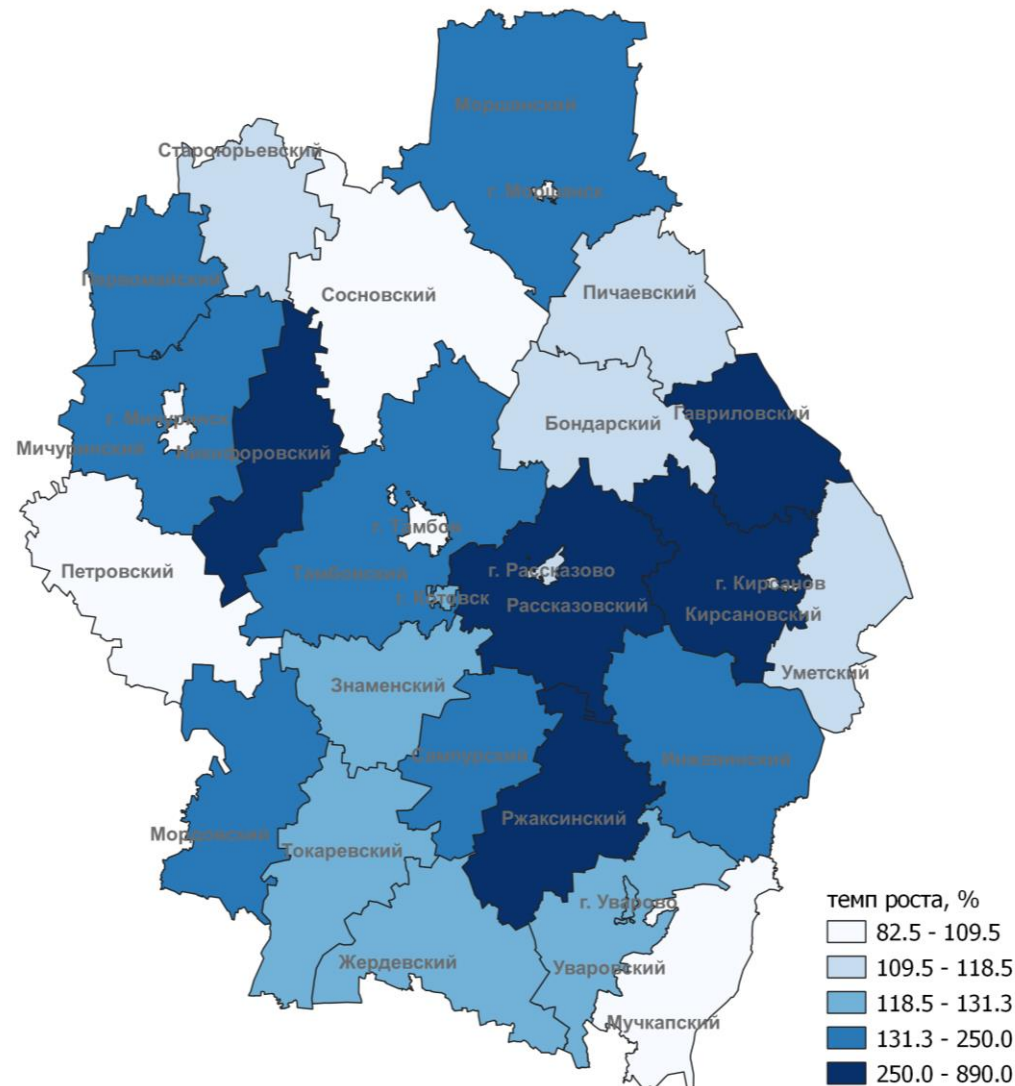 Моршанский
Староюрьевский
г. Моршанск
Первомайский
Сосновский
Пичаевский
г. Мичуринск
Бондарский
Гавриловский
Мичуринский
Никифоровский
г. Тамбов
Петровский
Тамбовский
г. Рассказово
г. Кирсанов
г. Котовск
Рассказовский
Кирсановский
Знаменский
Уметский
Сампурский
Инжавинский
Ржаксинский
Мордовский
Токаревский
г. Уварово
Жердевский
Уваровский
Мучкапский
темп роста, %
82.5 - 109.5
109.5 - 118.5
118.5 - 131.3
131.3 - 250.0
250.0 - 890.0